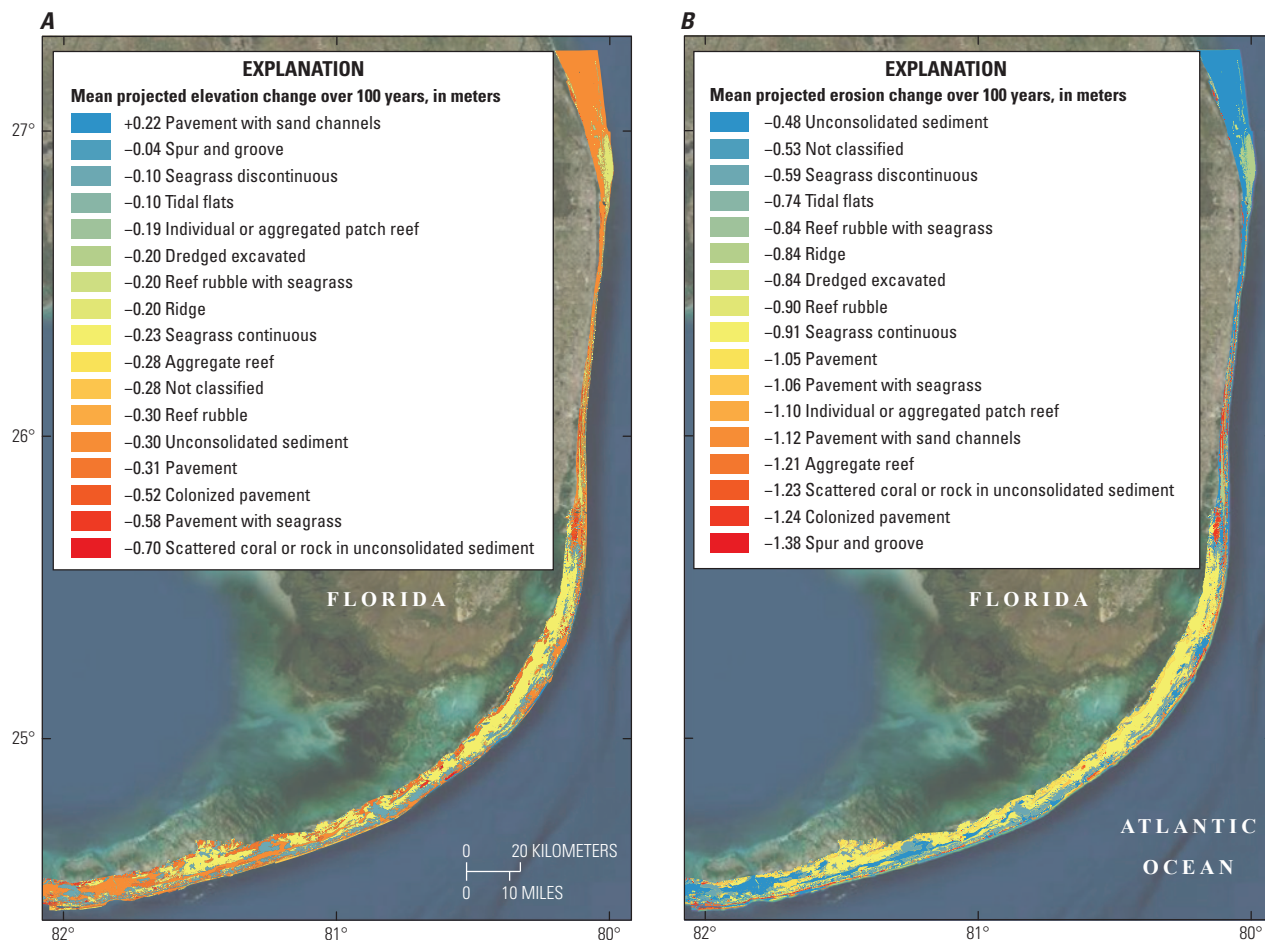 A
EXPLANATION
Mean projected elevation change over 100 years, in meters
+0.22 Pavement with sand channels
−0.04 Spur and groove
−0.10 Seagrass discontinuous
−0.10 Tidal flats
−0.19 Individual or aggregated patch reef
−0.20 Dredged excavated
−0.20 Reef rubble with seagrass
−0.20 Ridge
−0.23 Seagrass continuous
−0.28 Aggregate reef
−0.28 Not classified
−0.30 Reef rubble
−0.30 Unconsolidated sediment
−0.31 Pavement
−0.52 Colonized pavement
−0.58 Pavement with seagrass
−0.70 Scattered coral or rock in unconsolidated sediment
27°
26°
25°
FLORIDA
0 20 KILOMETERS
0 10 MILES
82° 81° 80°
B
EXPLANATION
Mean projected erosion change over 100 years, in meters
−0.48 Unconsolidated sediment
−0.53 Not classified
−0.59 Seagrass discontinuous
−0.74 Tidal flats
−0.84 Reef rubble with seagrass
−0.84 Ridge
−0.84 Dredged excavated
−0.90 Reef rubble
−0.91 Seagrass continuous
−1.05 Pavement
−1.06 Pavement with seagrass
−1.10 Individual or aggregated patch reef
−1.12 Pavement with sand channels
−1.21 Aggregate reef
−1.23 Scattered coral or rock in unconsolidated sediment
−1.24 Colonized pavement
−1.38 Spur and groove
FLORIDA
ATLANTIC
OCEAN
82° 81° 80°